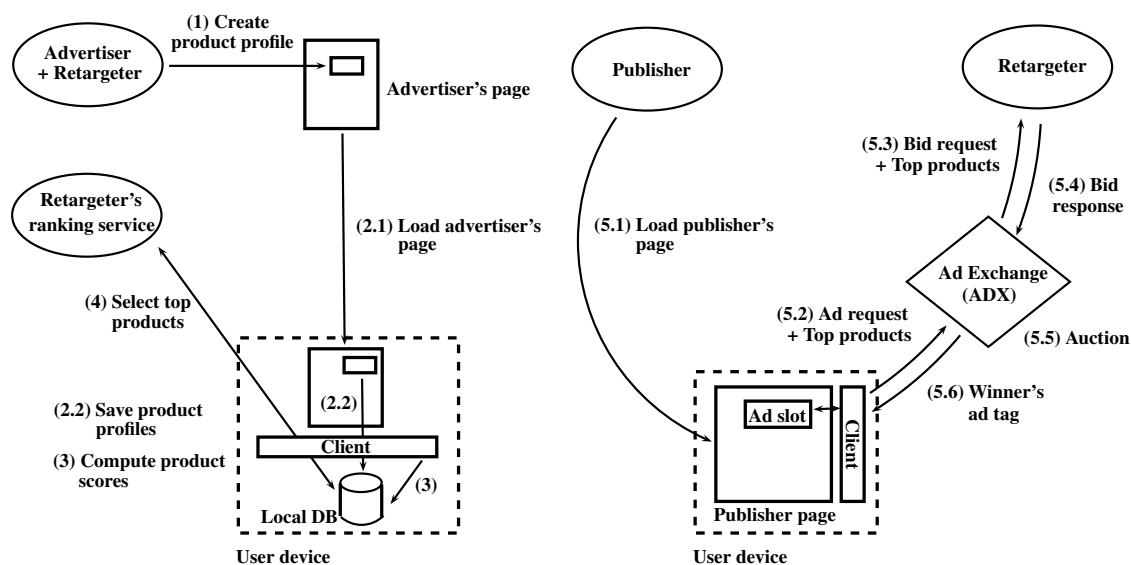 (1) Create
product profile
Advertiser
+ Retargeter
Advertiser's page
Retargeter's
ranking service
(2.1) Load advertiser's
page
(4) Select top
products
(2.2) Save product
profiles
(3) Compute product
scores
(2.2)
Client
(3)
Local DB
User device
Publisher
Retargeter
(5.3) Bid request
+ Top products
(5.4) Bid
response
(5.1) Load publisher's
page
Ad Exchange
(ADX)
(5.2) Ad request
+ Top products
(5.5) Auction
(5.6) Winner's
ad tag
Ad slot
Client
Publisher page
User device